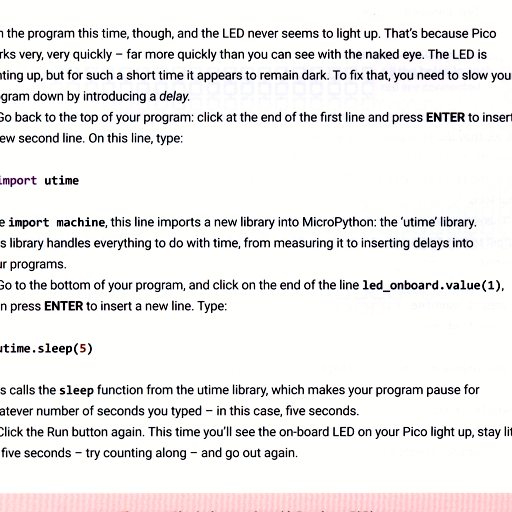 the program this time, though, and the LED never seems to light up. That's because Pico
very, very quickly – far more quickly than you can see with the naked eye. The LED is
up, but for such a short time it appears to remain dark. To fix that, you need to slow you
down by introducing a delay.
Go back to the top of your program: click at the end of the first line and press ENTER to insert
new second line. On this line, type:
import utime
import machine, this line imports a new library into MicroPython: the 'utime' library.
library handles everything to do with time, from measuring it to inserting delays into
programs.
Go to the bottom of your program, and click on the end of the line led_onboard.value(1),
press ENTER to insert a new line. Type:
utime.sleep(5)
calls the sleep function from the utime library, which makes your program pause for
whatever number of seconds you typed – in this case, five seconds.
Click the Run button again. This time you'll see the on-board LED on your Pico light up, stay lit
five seconds – try counting along – and go out again.